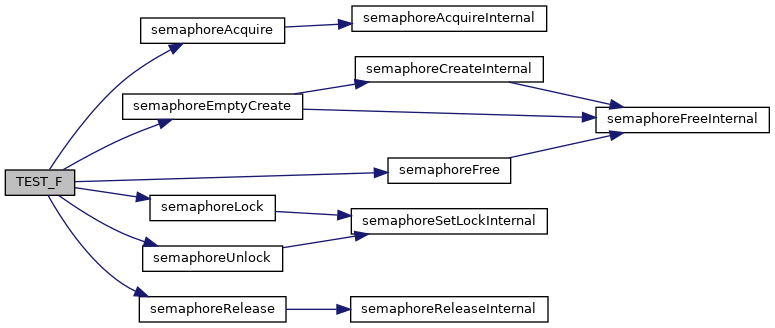 semaphoreAcquire
semaphoreAcquireInternal
semaphoreCreateInternal
semaphoreEmptyCreate
semaphoreFreeInternal
semaphoreFree
TEST_F
semaphoreLock
semaphoreSetLockInternal
semaphoreUnlock
semaphoreRelease
semaphoreReleaseInternal